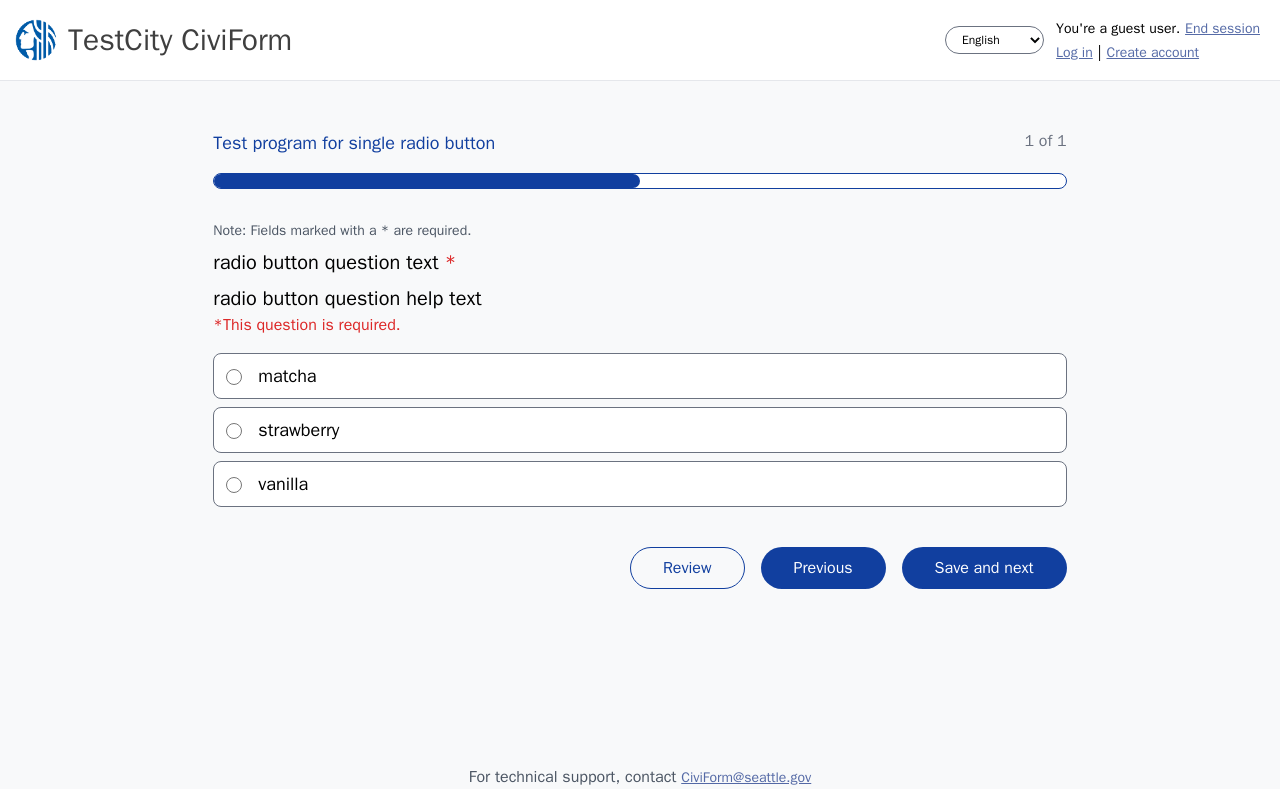 TestCity CiviForm
English
You're a guest user. End session
Log in | Create account
Test program for single radio button
1 of 1
Note: Fields marked with a * are required.
radio button question text *
radio button question help text
*This question is required.
matcha
strawberry
vanilla
Review
Previous
Save and next
For technical support, contact CiviForm@seattle.gov